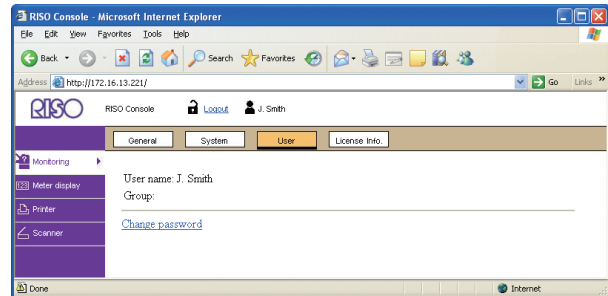 RISO Console - Microsoft Internet Explorer
File Edit View Favorites Tools Help
Back Search Favorites
Address http://172.16.13.221/ Go Links »
RISO RISO Console Logout J. Smith
General System User License Info.
Monitoring
123 Meter display
Printer
Scanner
User name: J. Smith
Group:
Change password
Done Internet